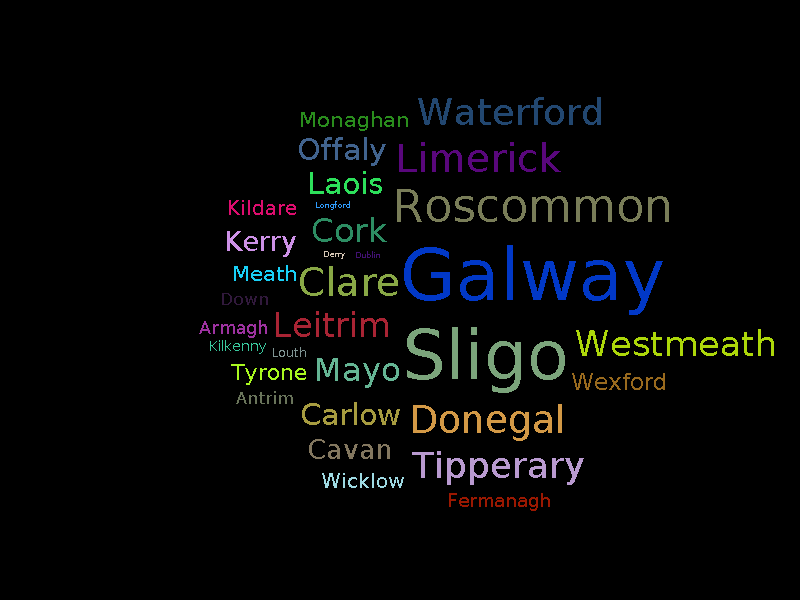 Monaghan Waterford
Offaly Limerick
Laois
Kildare Longford Roscommon
Kerry Cork
Derry Dublin
Meath Clare Galway
Down
Armagh Leitrim
Kilkenny Louth Sligo Westmeath
Tyrone Mayo Wexford
Antrim
Carlow Donegal
Cavan
Wicklow Tipperary
Fermanagh